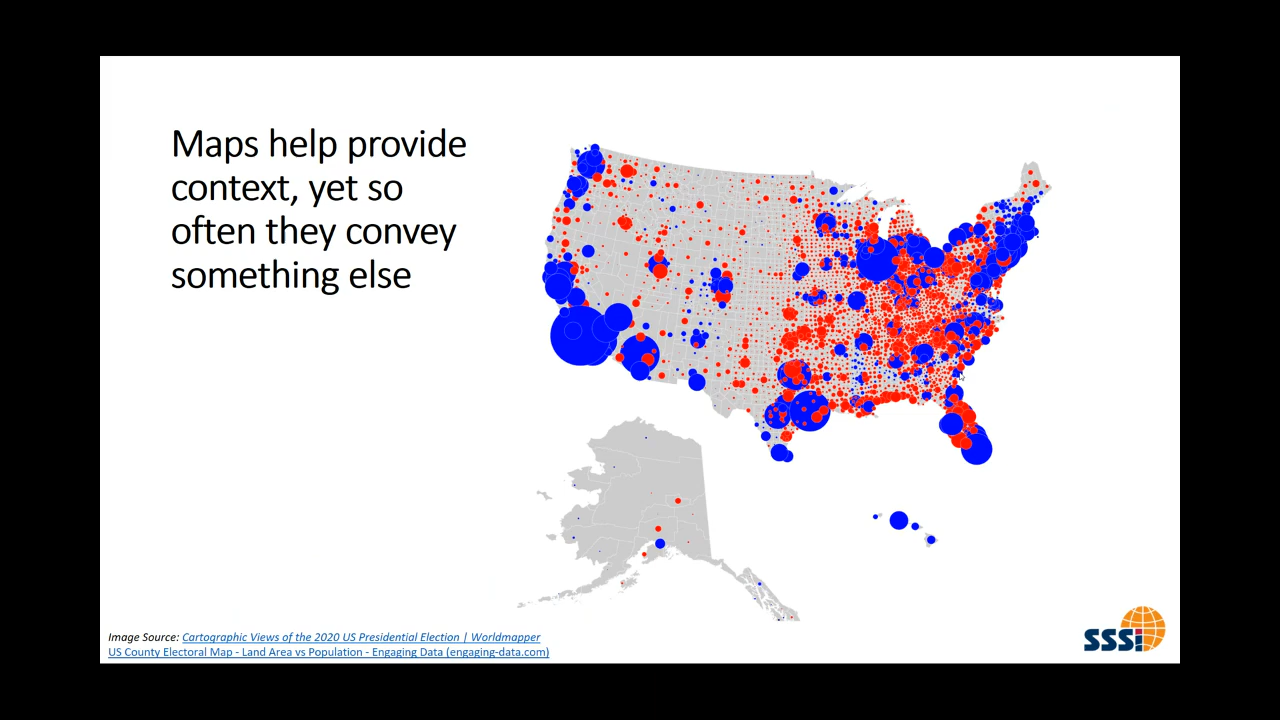 Maps help provide
context, yet so
often they convey
something else
Image Source: Cartographic Views of the 2020 US Presidential Election | Worldmapper
US County Electoral Map - Land Area vs Population - Engaging Data (engaging-data.com)
SSSi